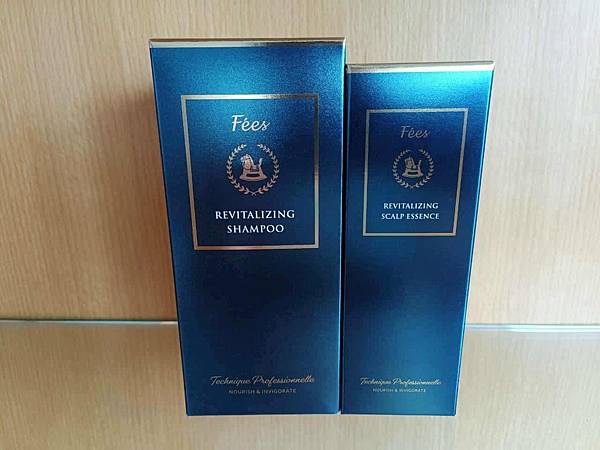 Fées
REVITALIZING
SHAMPOO
Technique Professionnelle
NOURISH & INVIGORATE
Fées
REVITALIZING
SCALP ESSENCE
Technique Professionnelle
NOURISH & INVIGORATE